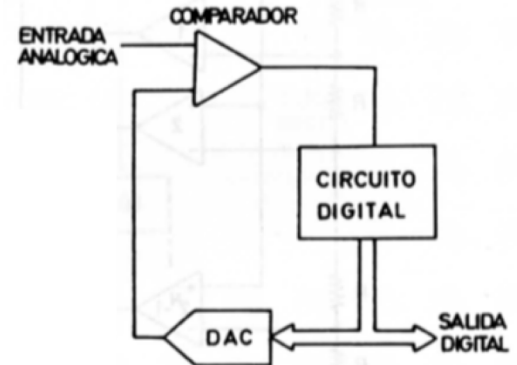 COMPARADOR
ENTRADA
ANALOGICA
CIRCUITO
DIGITAL
DAC
SALIDA
DIGITAL